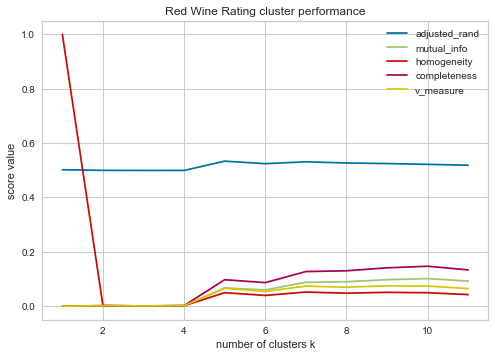 Red Wine Rating cluster performance
adjusted_rand
mutual_info
homogeneity
completeness
v_measure
score value
1.0
0.8
0.6
0.4
0.2
0.0
2
4
6
8
10
number of clusters k